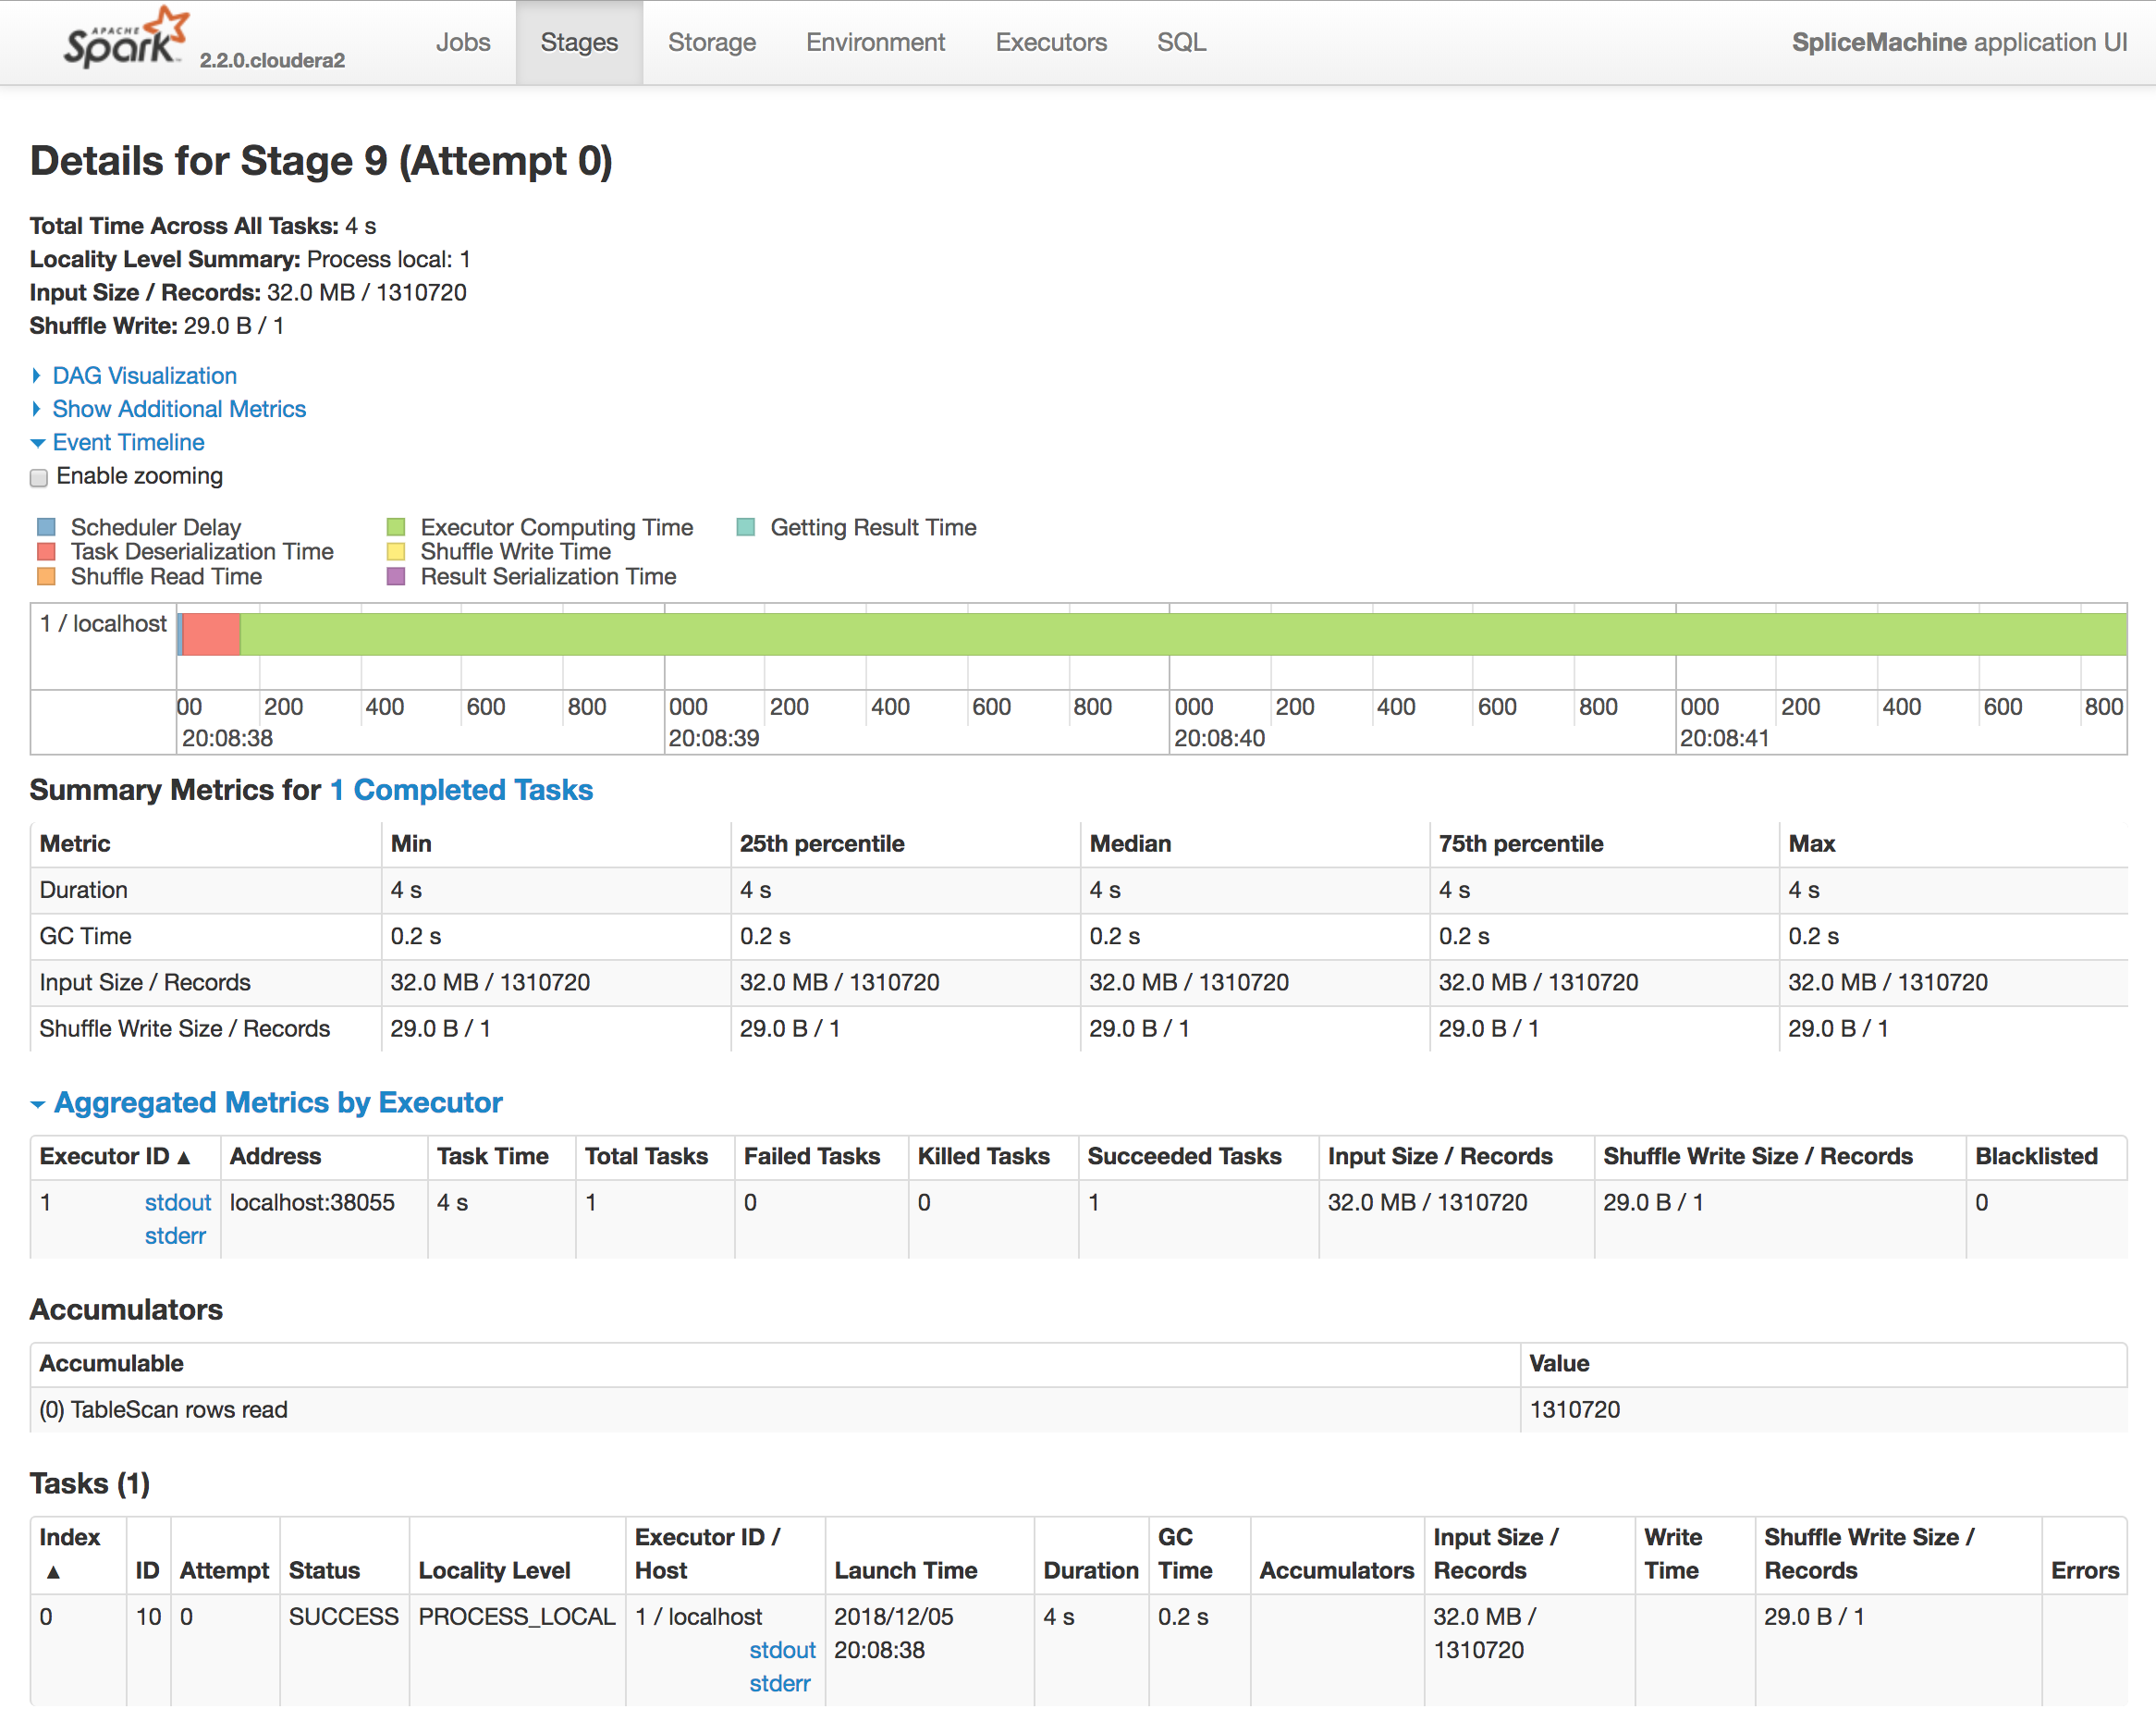 APACHE
Spark 2.2.0.cloudera2 Jobs Stages Storage Environment Executors SQL SpliceMachine application UI
Details for Stage 9 (Attempt 0)
Total Time Across All Tasks: 4 s
Locality Level Summary: Process local: 1
Input Size / Records: 32.0 MB / 1310720
Shuffle Write: 29.0 B / 1
DAG Visualization
Show Additional Metrics
Event Timeline
Enable zooming
Scheduler Delay Executor Computing Time Getting Result Time
Task Deserialization Time Shuffle Write Time
Shuffle Read Time Result Serialization Time
1 / localhost
00 200 400 600 800 000 200 400 600 800 000 200 400 600 800 000 200 400 600 800
20:08:38 20:08:39 20:08:40 20:08:41
Summary Metrics for 1 Completed Tasks
Metric Min 25th percentile Median 75th percentile Max
Duration 4 s 4 s 4 s 4 s 4 s
GC Time 0.2 s 0.2 s 0.2 s 0.2 s 0.2 s
Input Size / Records 32.0 MB / 1310720 32.0 MB / 1310720 32.0 MB / 1310720 32.0 MB / 1310720 32.0 MB / 1310720
Shuffle Write Size / Records 29.0 B / 1 29.0 B / 1 29.0 B / 1 29.0 B / 1 29.0 B / 1
Aggregated Metrics by Executor
Executor ID ▲ Address Task Time Total Tasks Failed Tasks Killed Tasks Succeeded Tasks Input Size / Records Shuffle Write Size / Records Blacklisted
1 stdout localhost:38055 4 s 1 0 0 1 32.0 MB / 1310720 29.0 B / 1 0
stderr
Accumulators
Accumulable Value
(0) TableScan rows read 1310720
Tasks (1)
Index Executor ID / GC Input Size / Write Shuffle Write Size /
▲ ID Attempt Status Locality Level Host Launch Time Duration Time Accumulators Records Time Records Errors
0 10 0 SUCCESS PROCESS_LOCAL 1 / localhost 2018/12/05 4 s 0.2 s 32.0 MB / 29.0 B / 1
stdout 20:08:38 1310720
stderr